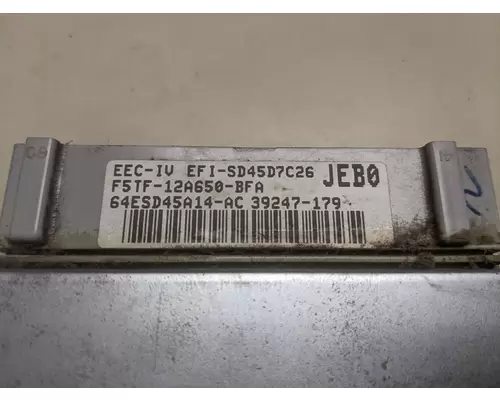 EEC-IV EFI-SD45D7C26 JEB0
F5TF-12A650-BFA
64ESD45A14-AC 39247-179